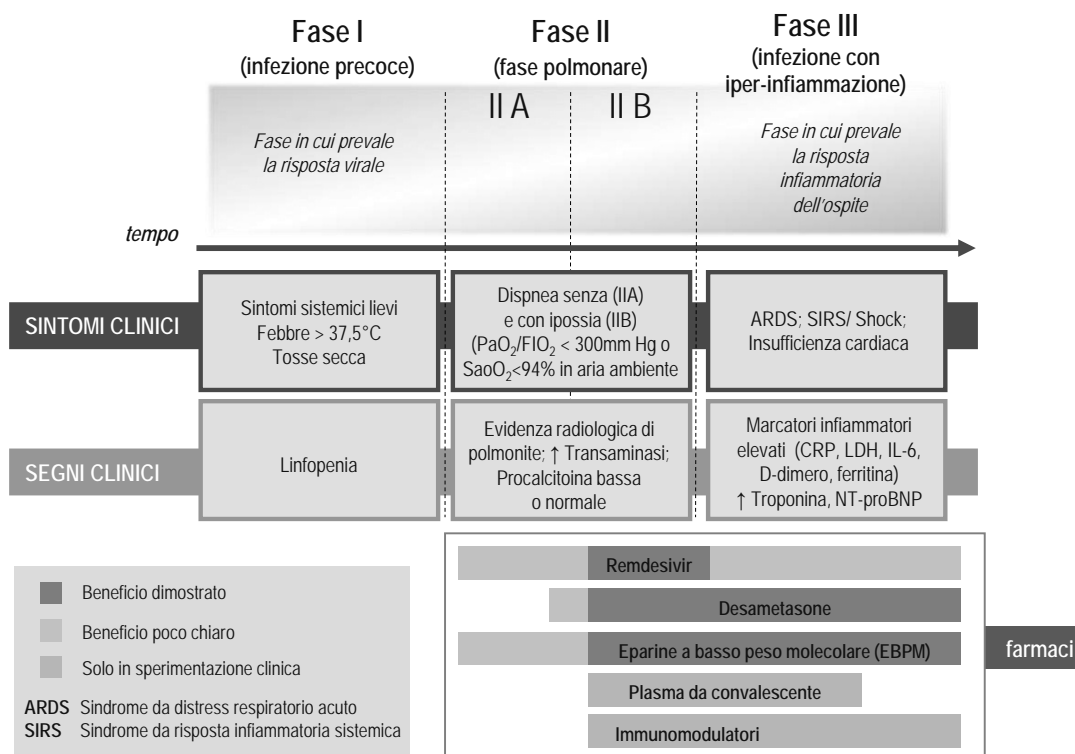 Fase I
(infezione precoce)
Fase II
(fase polmonare)
Fase III
(infezione con
iper-infiammazione)
II A
II B
Fase in cui prevale
la risposta virale
Fase in cui prevale
la risposta
infiammatoria
dell'ospite
tempo
SINTOMI CLINICI
Sintomi sistemici lievi
Febbre > 37,5°C
Tosse secca
Dispnea senza (IIA)
e con ipossia (IIB)
(PaO₂/FIO₂ < 300mm Hg o
SaoO₂<94% in aria ambiente
ARDS; SIRS/ Shock;
Insufficienza cardiaca
SEGNI CLINICI
Linfopenia
Evidenza radiologica di
polmonite; ↑ Transaminasi;
Procalcitoina bassa
o normale
Marcatori infiammatori
elevati (CRP, LDH, IL-6,
D-dimero, ferritina)
↑ Troponina, NT-proBNP
Beneficio dimostrato
Beneficio poco chiaro
Solo in sperimentazione clinica
ARDS Sindrome da distress respiratorio acuto
SIRS Sindrome da risposta infiammatoria sistemica
Remdesivir
Desametasone
Eparine a basso peso molecolare (EBPM)
Plasma da convalescente
Immunomodulatori
farmaci